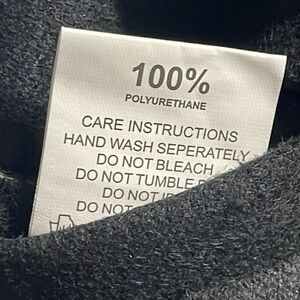 100%
POLYURETHANE
CARE INSTRUCTIONS
HAND WASH SEPERATELY
DO NOT BLEACH
DO NOT TUMBLE
DO NOT
DO NOT